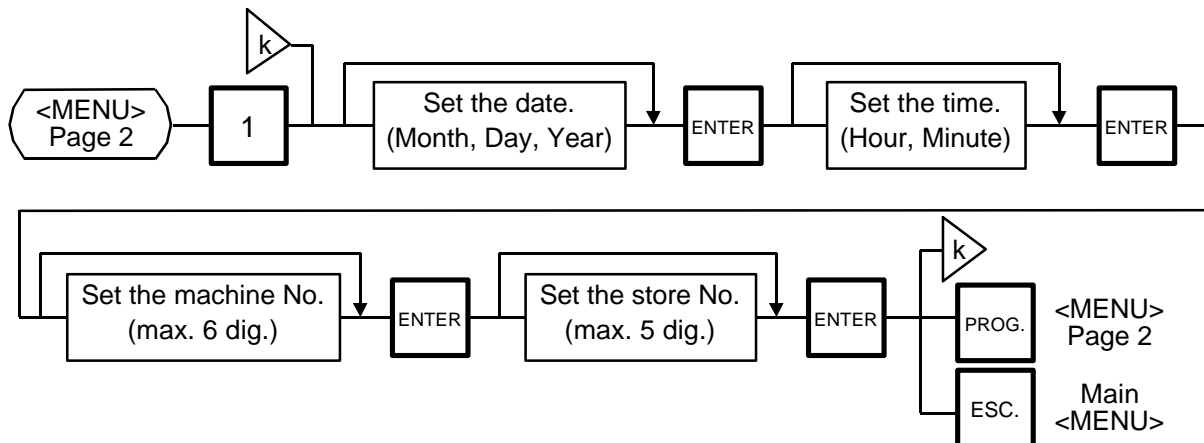 k
<MENU>
Page 2
1
Set the date.
(Month, Day, Year)
ENTER
Set the time.
(Hour, Minute)
ENTER
Set the machine No.
(max. 6 dig.)
ENTER
Set the store No.
(max. 5 dig.)
ENTER
k
PROG.
<MENU>
Page 2
ESC.
Main
<MENU>